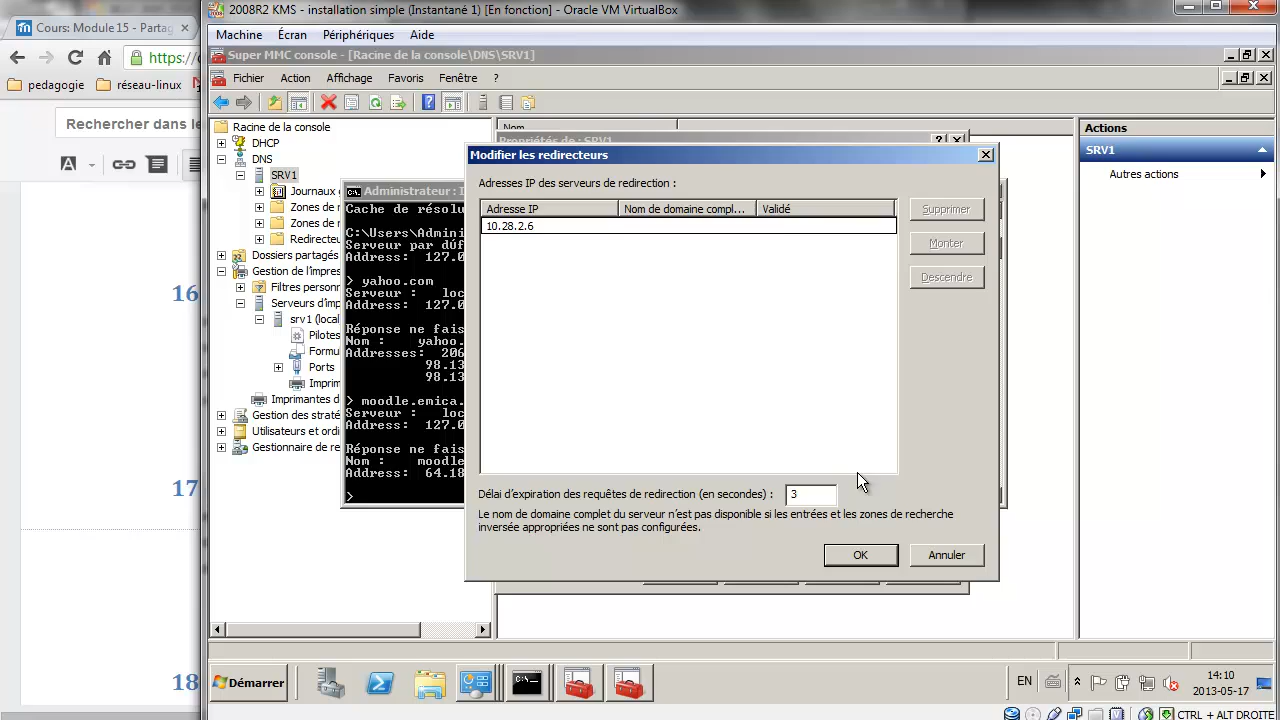 Cours: Module 15 - Partag
https://
pedagogie
réseau-linux
Rechercher dans le
16
17
18
2008R2 KMS - installation simple (Instantané 1) [En fonction] - Oracle VM VirtualBox
Machine Écran Périphériques Aide
Super MMC console - [Racine de la console\DNS\SRV1]
Fichier Action Affichage Favoris Fenêtre ?
Racine de la console
DHCP
DNS
SRV1
Journaux
Zones de r
Zones de r
Redirecteu
Dossiers partagés
Gestion de l'impres
Filtres personn
Serveurs d'imp
srv1 (local
Pilotes
Formu
Ports
Imprim
Imprimantes d
Gestion des straté
Utilisateurs et ordi
Gestionnaire de re
Nom
Propriétés de : SRV1
Administrateur : I
Cache de résolu
C:\Users\Admini
Serveur par dúf
Address: 127.0
> yahoo.com
Serveur : loc
Address: 127.0
Réponse ne fais
Nom : yahoo.
Addresses: 206
98.13
98.13
> moodle.emica.
Serveur : loc
Address: 127.0
Réponse ne fais
Nom : moodle
Address: 64.18
>
Modifier les redirecteurs
Adresses IP des serveurs de redirection :
Adresse IP Nom de domaine compl... Validé
10.28.2.6
Supprimer
Monter
Descendre
Délai d'expiration des requêtes de redirection (en secondes) : 3
Le nom de domaine complet du serveur n'est pas disponible si les entrées et les zones de recherche
inversée appropriées ne sont pas configurées.
OK Annuler
Actions
SRV1
Autres actions
Démarrer
EN
14:10
2013-05-17
CTRL + ALT DROITE